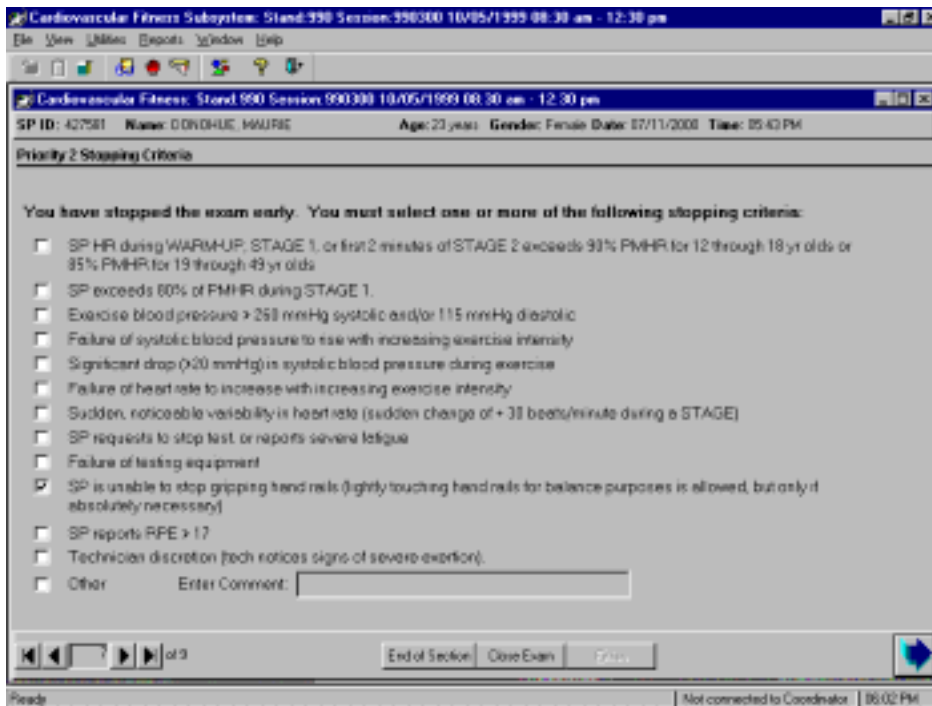 Cardiovascular Fitness Subsystem: Stand:990 Session:990300 10/05/1999 08:30 am - 12:30 pm
File View Utilities Reports Window Help
Cardiovascular Fitness: Stand:990 Session:990300 10/05/1999 08:30 am - 12:30 pm
SP ID: 427581 Name: DONOHUE, MAURIE Age: 23 years Gender: Female Date: 07/11/2000 Time: 05:43 PM
Priority 2 Stopping Criteria
You have stopped the exam early. You must select one or more of the following stopping criteria:
SP HR during WARM-UP, STAGE 1, or first 2 minutes of STAGE 2 exceeds 90% PMHR for 12 through 18 yr olds or
85% PMHR for 19 through 49 yr olds
SP exceeds 80% of PMHR during STAGE 1.
Exercise blood pressure > 260 mmHg systolic and/or 115 mmHg diastolic
Failure of systolic blood pressure to rise with increasing exercise intensity
Significant drop (>20 mmHg) in systolic blood pressure during exercise
Failure of heart rate to increase with increasing exercise intensity
Sudden, noticeable variability in heart rate (sudden change of + 30 beats/minute during a STAGE)
SP requests to stop test, or reports severe fatigue
Failure of testing equipment
SP is unable to stop gripping hand rails (lightly touching hand rails for balance purposes is allowed, but only if
absolutely necessary)
SP reports RPE > 17
Technician discretion (tech notices signs of severe exertion).
Other Enter Comment:
7 of 9 End of Section Close Exam
Ready Not connected to Coordinator 06:02 PM